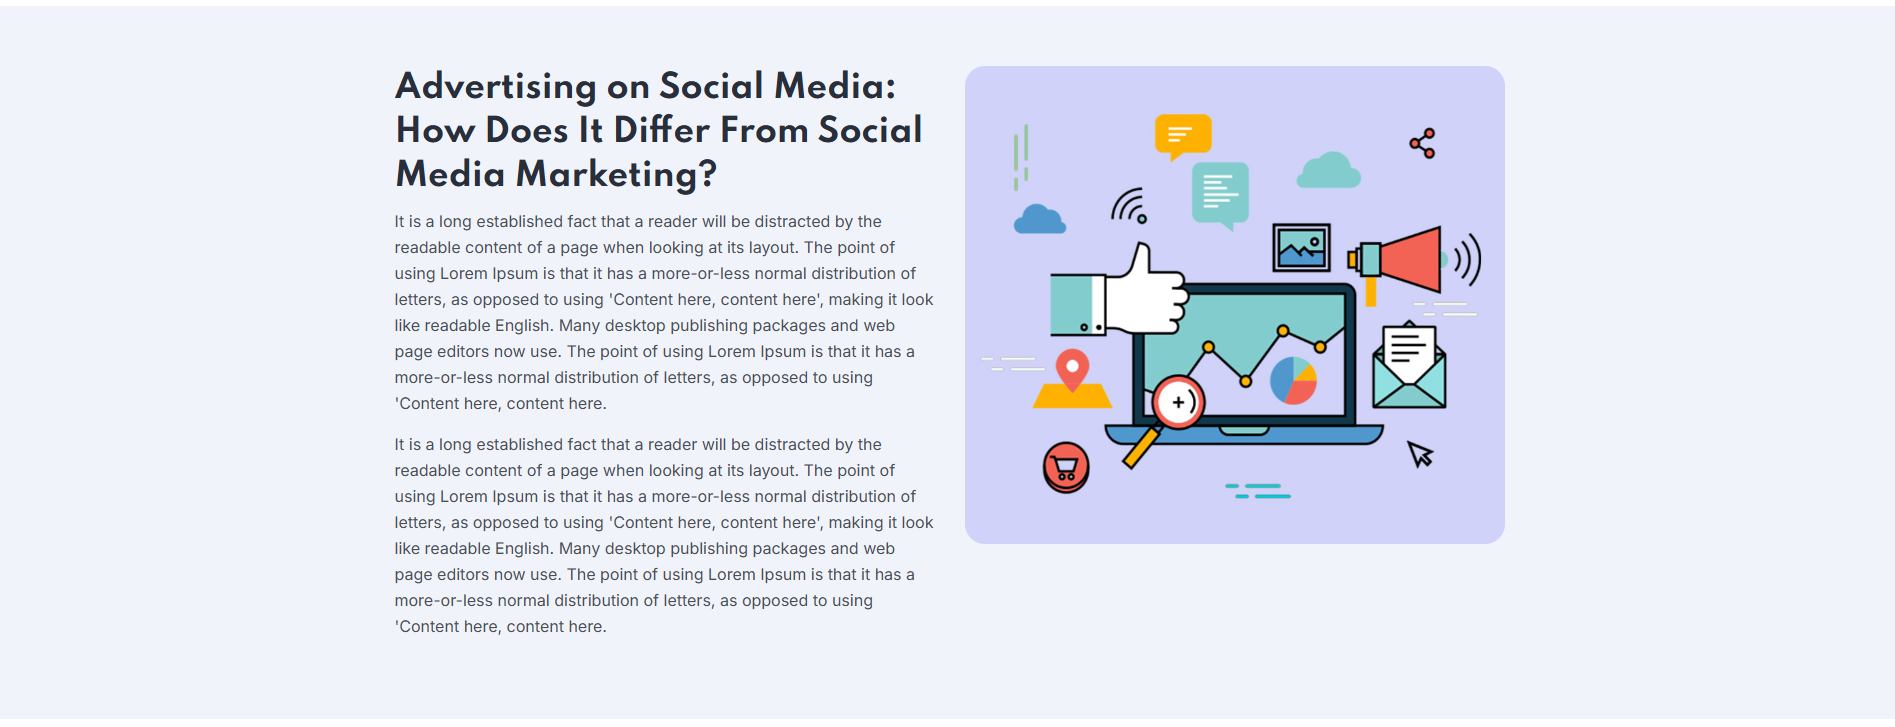 Advertising on Social Media:
How Does It Differ From Social
Media Marketing?
It is a long established fact that a reader will be distracted by the
readable content of a page when looking at its layout. The point of
using Lorem Ipsum is that it has a more-or-less normal distribution of
letters, as opposed to using 'Content here, content here', making it look
like readable English. Many desktop publishing packages and web
page editors now use. The point of using Lorem Ipsum is that it has a
more-or-less normal distribution of letters, as opposed to using
'Content here, content here.
It is a long established fact that a reader will be distracted by the
readable content of a page when looking at its layout. The point of
using Lorem Ipsum is that it has a more-or-less normal distribution of
letters, as opposed to using 'Content here, content here', making it look
like readable English. Many desktop publishing packages and web
page editors now use. The point of using Lorem Ipsum is that it has a
more-or-less normal distribution of letters, as opposed to using
'Content here, content here.